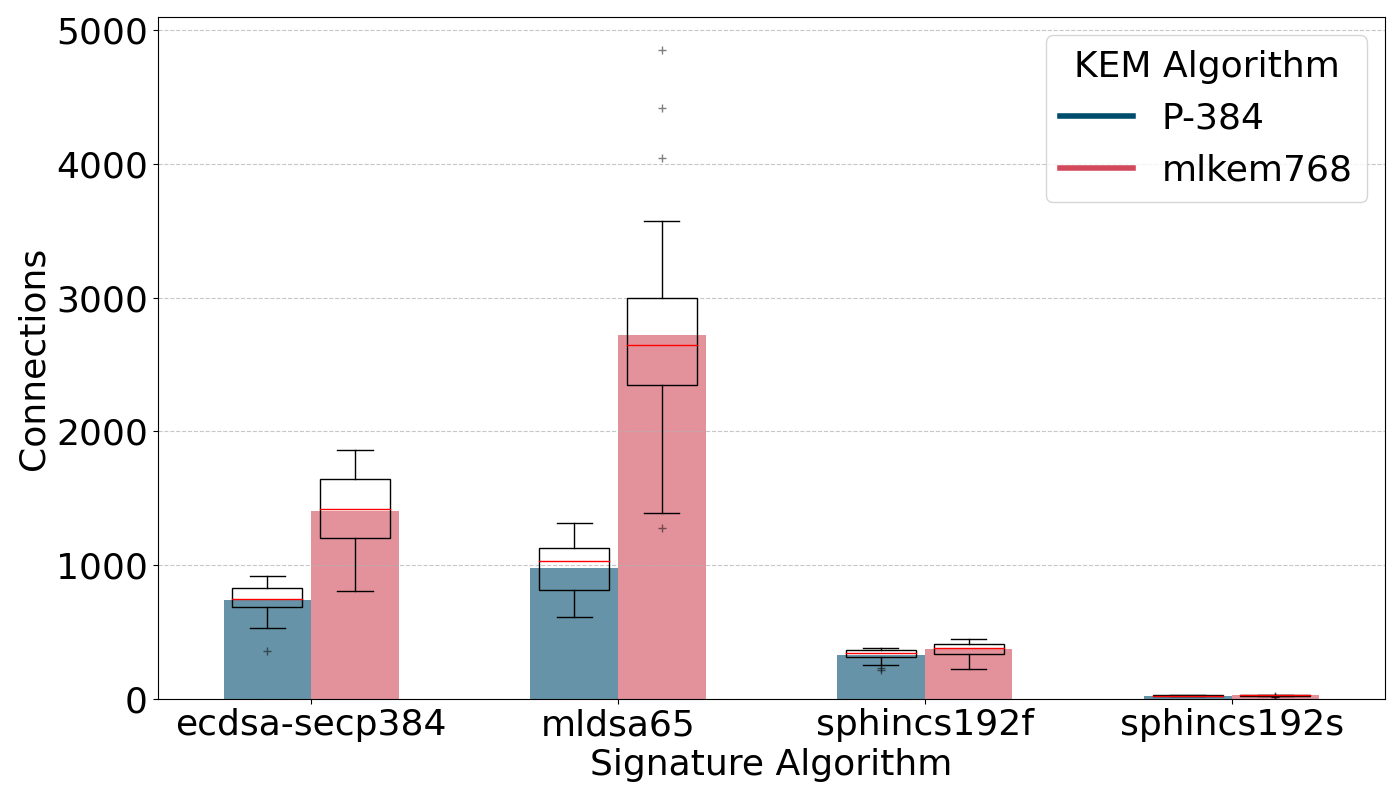 5000
4000
3000
2000
1000
0
Connections
KEM Algorithm
P-384
mlkem768
ecdsa-secp384
mldsa65
sphincs192f
sphincs192s
Signature Algorithm